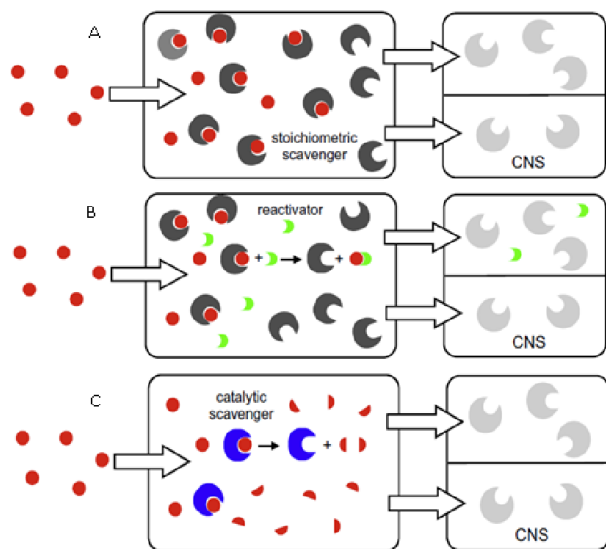 A
stoichiometric
scavenger
CNS
B
reactivator
+
+
CNS
C
catalytic
scavenger
+
CNS